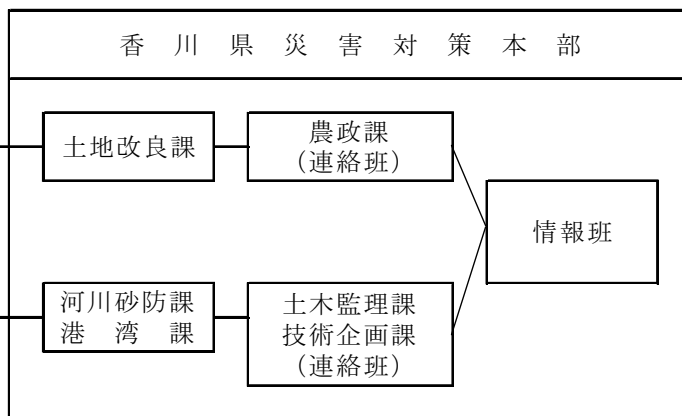 香川県災害対策本部
土地改良課
農政課
（連絡班）
情報班
河川砂防課
港湾課
土木監理課
技術企画課
（連絡班）